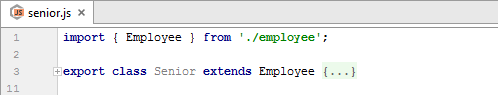 senior.js ×
1 import { Employee } from './employee';
2
3 export class Senior extends Employee {...}
11